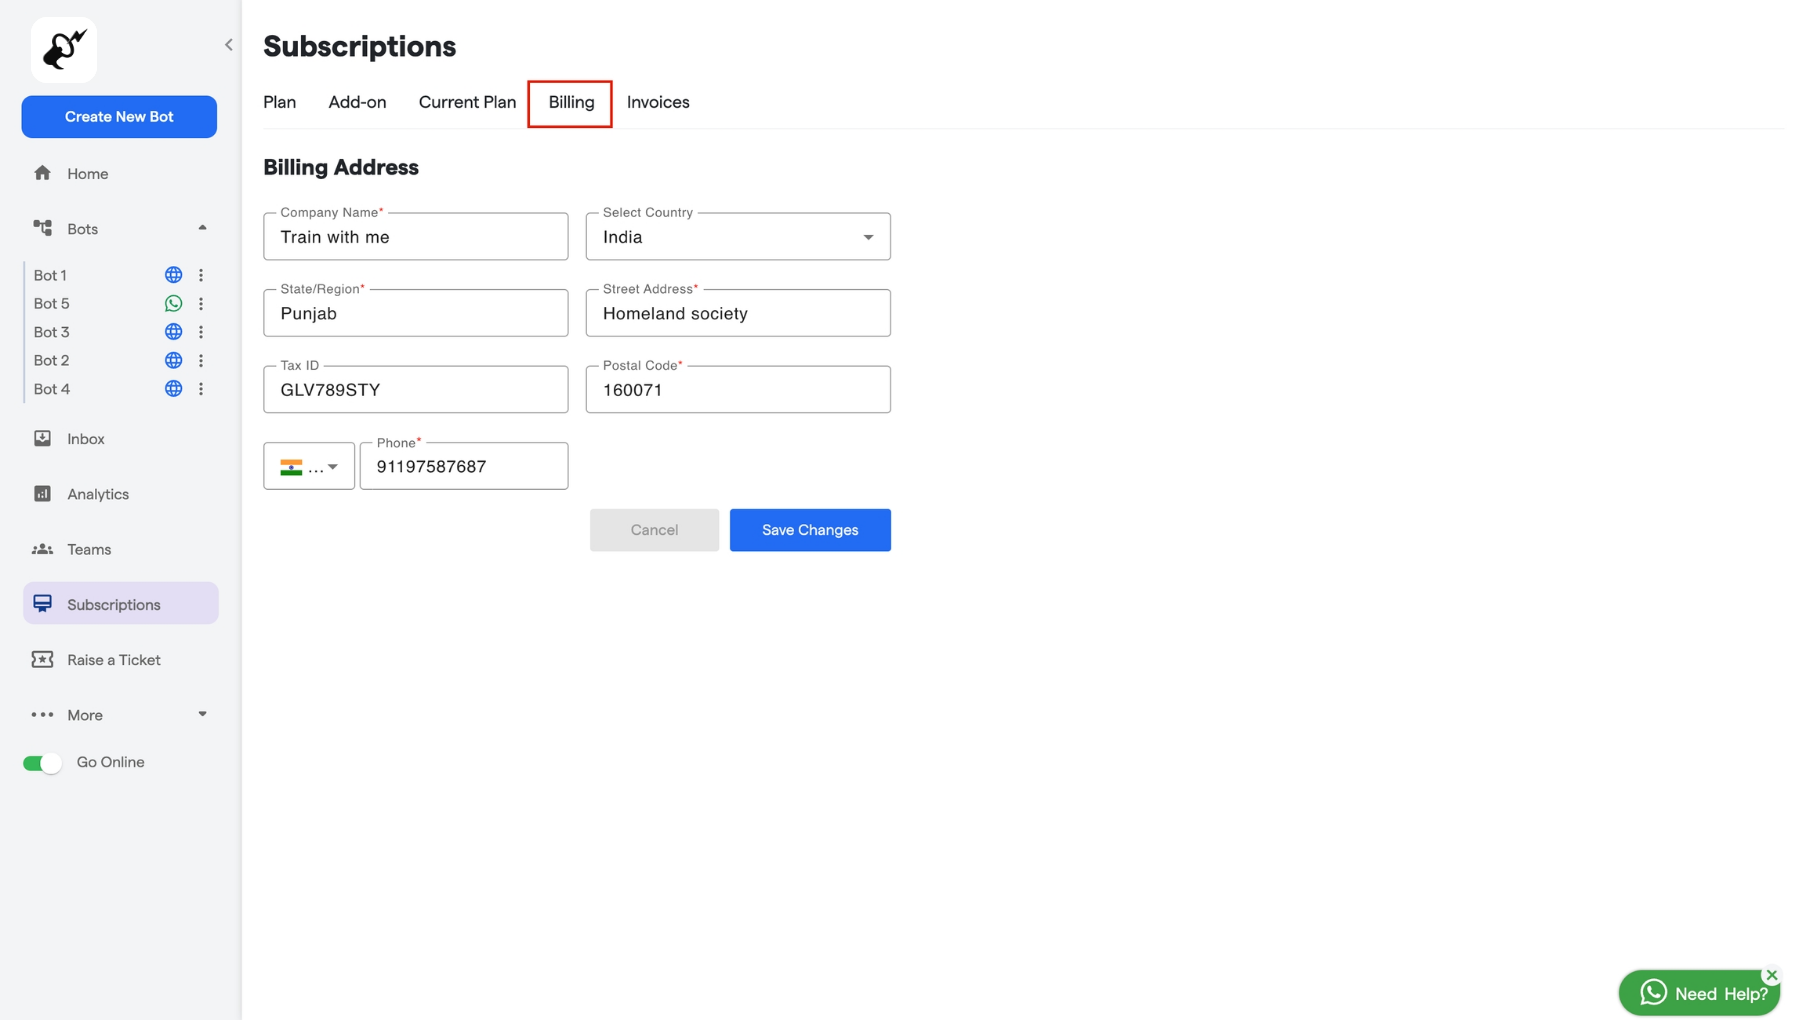 Create New Bot
Home
Bots
Bot 1
Bot 5
Bot 3
Bot 2
Bot 4
Inbox
Analytics
Teams
Subscriptions
Raise a Ticket
More
Go Online
Subscriptions
Plan Add-on Current Plan Billing Invoices
Billing Address
Company Name* Select Country
Train with me India
State/Region* Street Address*
Punjab Homeland society
Tax ID Postal Code*
GLV789STY 160071
Phone*
... 91197587687
Cancel Save Changes
Need Help?